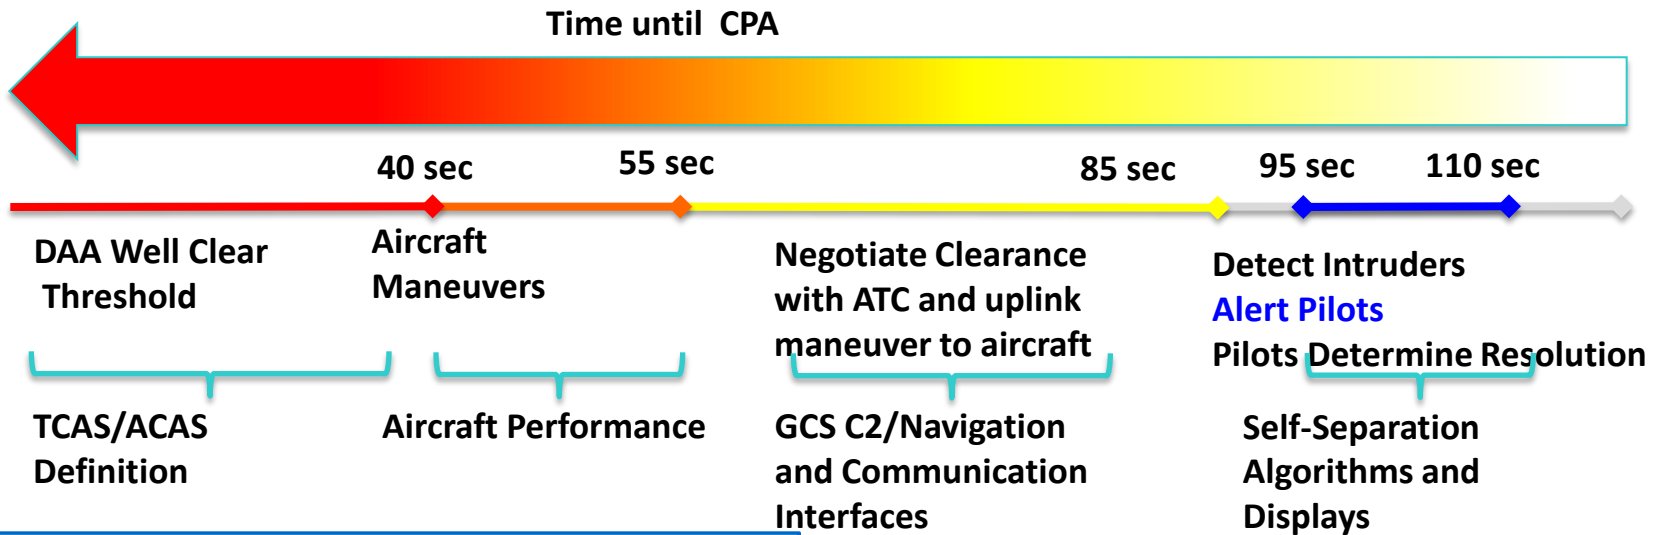 Time until CPA
40 sec
55 sec
85 sec
95 sec
110 sec
DAA Well Clear
Threshold
Aircraft
Maneuvers
Negotiate Clearance
with ATC and uplink
maneuver to aircraft
Detect Intruders
Alert Pilots
Pilots Determine Resolution
TCAS/ACAS
Definition
Aircraft Performance
GCS C2/Navigation
and Communication
Interfaces
Self-Separation
Algorithms and
Displays